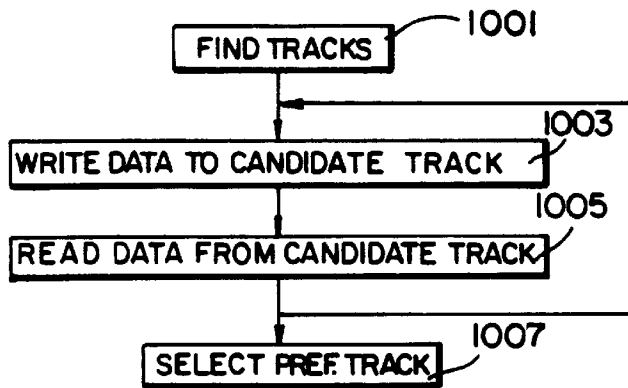 1001
FIND TRACKS
1003
WRITE DATA TO CANDIDATE TRACK
1005
READ DATA FROM CANDIDATE TRACK
1007
SELECT PREF. TRACK